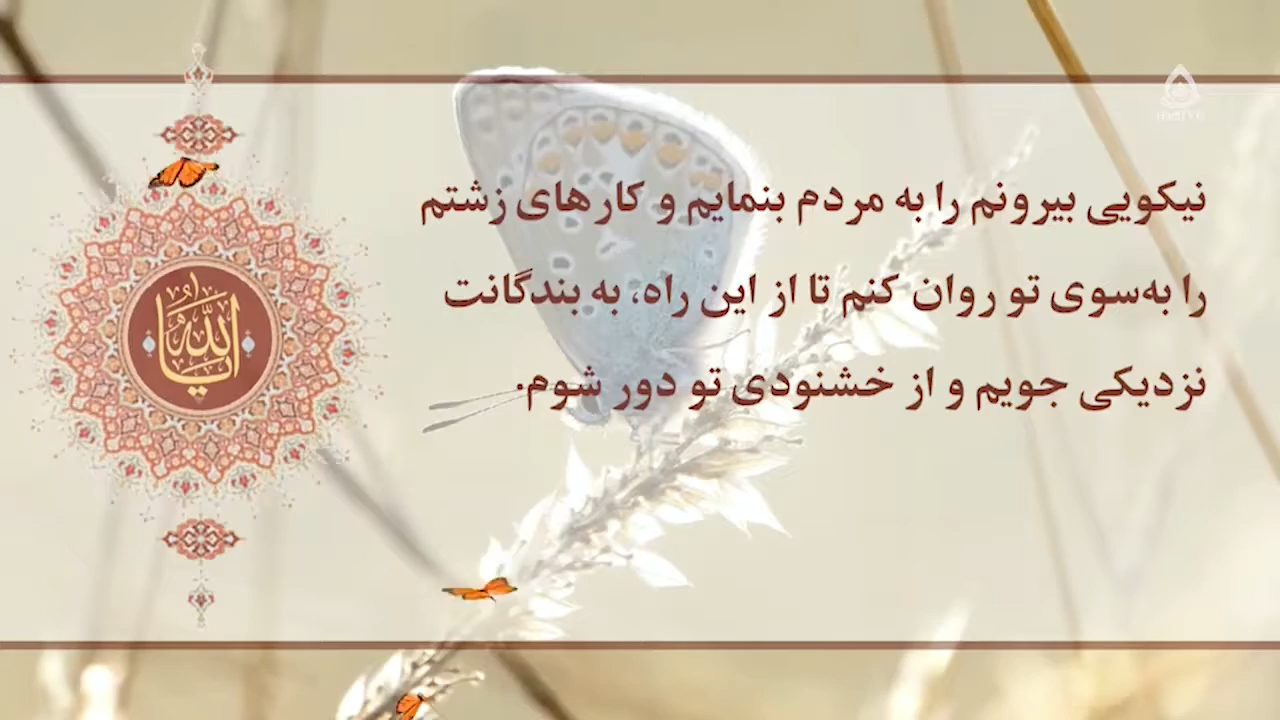 نیکویی بیرونم را به مردم بنمایم و کارهای زشتم
را به‌سوی تو روان کنم تا از این راه، به بندگانت
نزدیکی جویم و از خشنودی تو دور شوم.